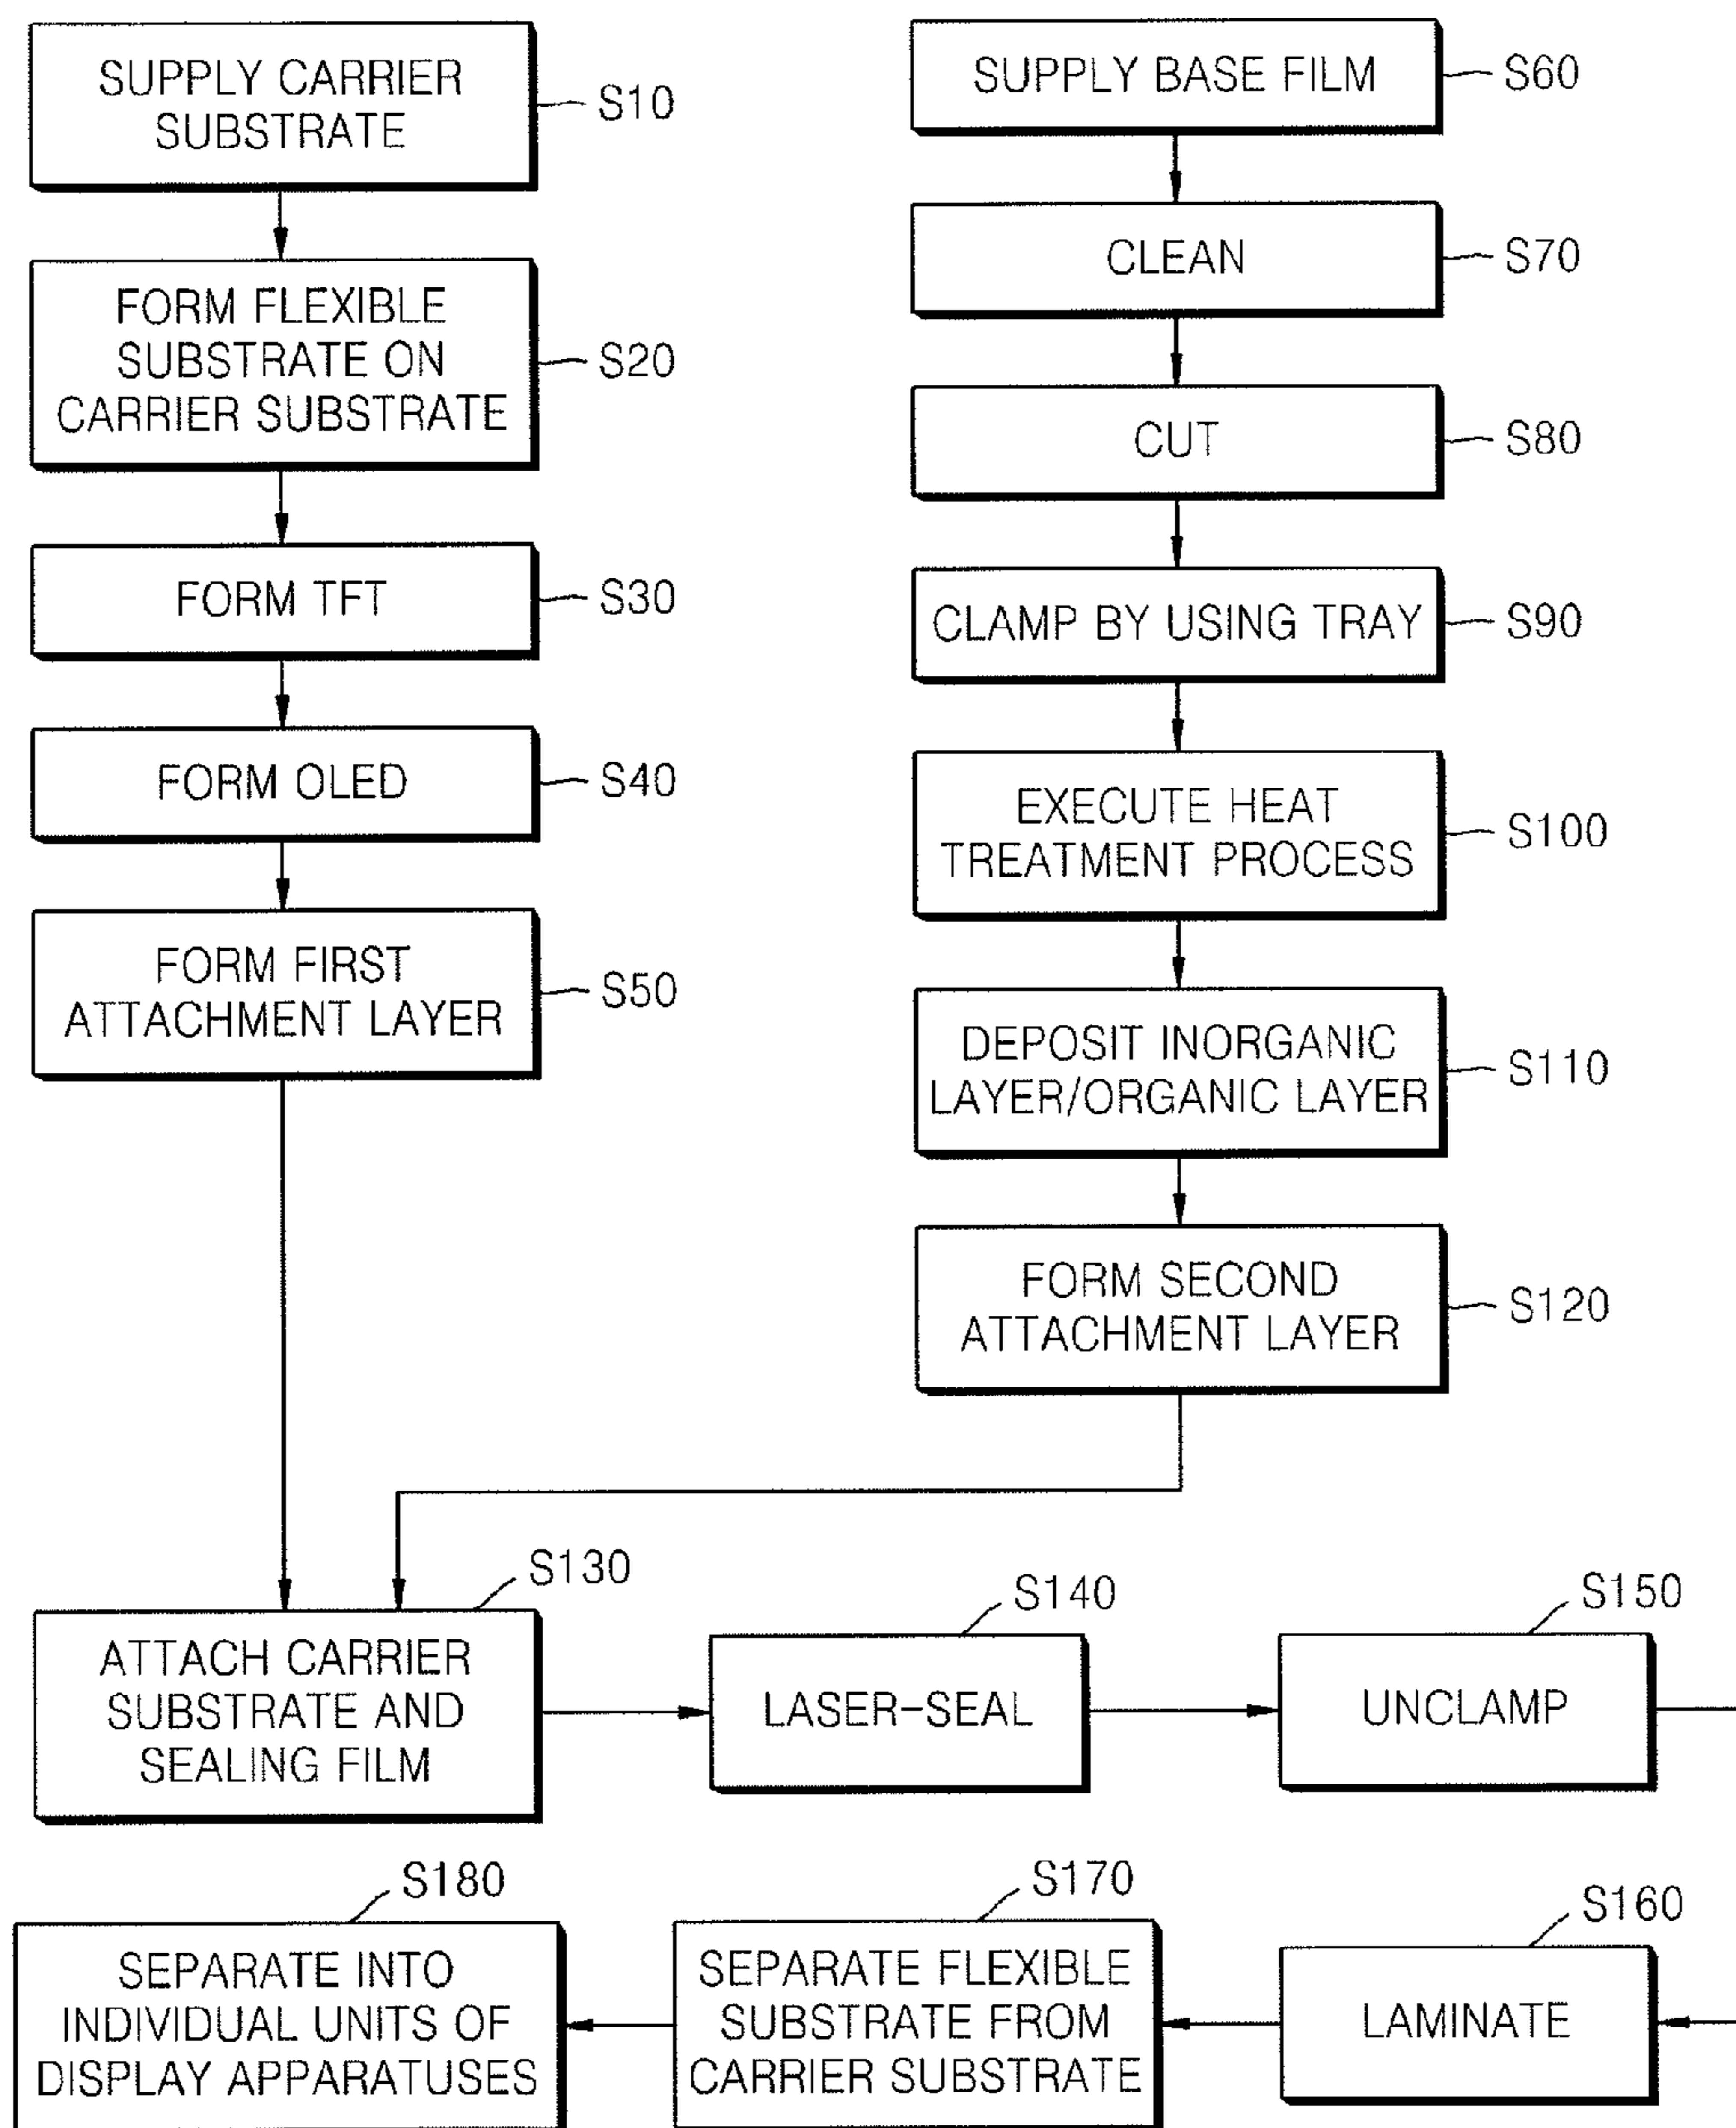 SUPPLY CARRIER
SUBSTRATE
S10
FORM FLEXIBLE
SUBSTRATE ON
CARRIER SUBSTRATE
S20
FORM TFT
S30
FORM OLED
S40
FORM FIRST
ATTACHMENT LAYER
S50
SUPPLY BASE FILM
S60
CLEAN
S70
CUT
S80
CLAMP BY USING TRAY
S90
EXECUTE HEAT
TREATMENT PROCESS
S100
DEPOSIT INORGANIC
LAYER/ORGANIC LAYER
S110
FORM SECOND
ATTACHMENT LAYER
S120
S130
ATTACH CARRIER
SUBSTRATE AND
SEALING FILM
S140
LASER-SEAL
S150
UNCLAMP
S160
LAMINATE
S170
SEPARATE FLEXIBLE
SUBSTRATE FROM
CARRIER SUBSTRATE
S180
SEPARATE INTO
INDIVIDUAL UNITS OF
DISPLAY APPARATUSES